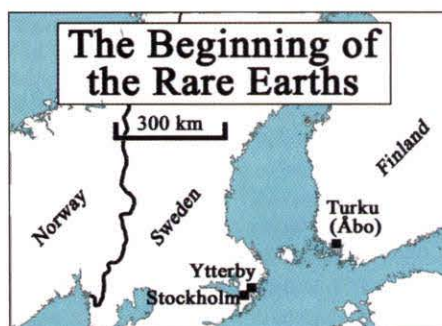 The Beginning of
the Rare Earths
300 km
Norway
Sweden
Finland
Turku
(Åbo)
Ytterby
Stockholm